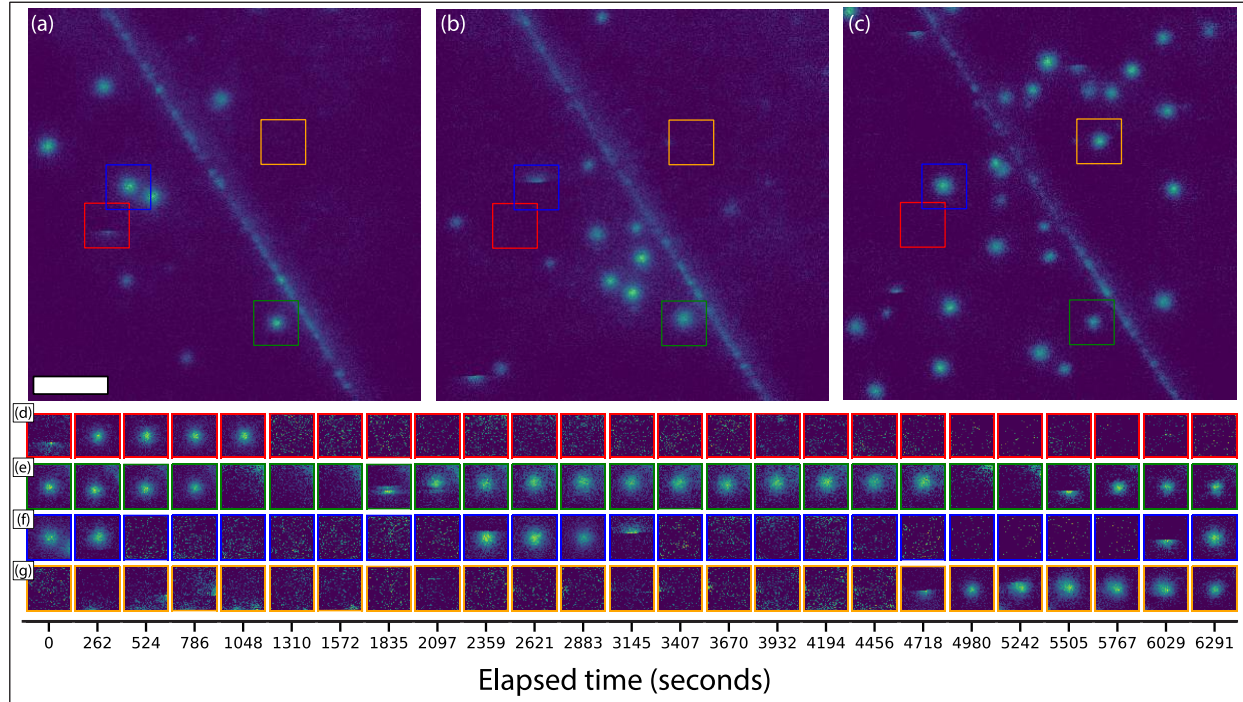 (a) (b) (c)
(d)
(e)
(f)
(g)
0 262 524 786 1048 1310 1572 1835 2097 2359 2621 2883 3145 3407 3670 3932 4194 4456 4718 4980 5242 5505 5767 6029 6291
Elapsed time (seconds)